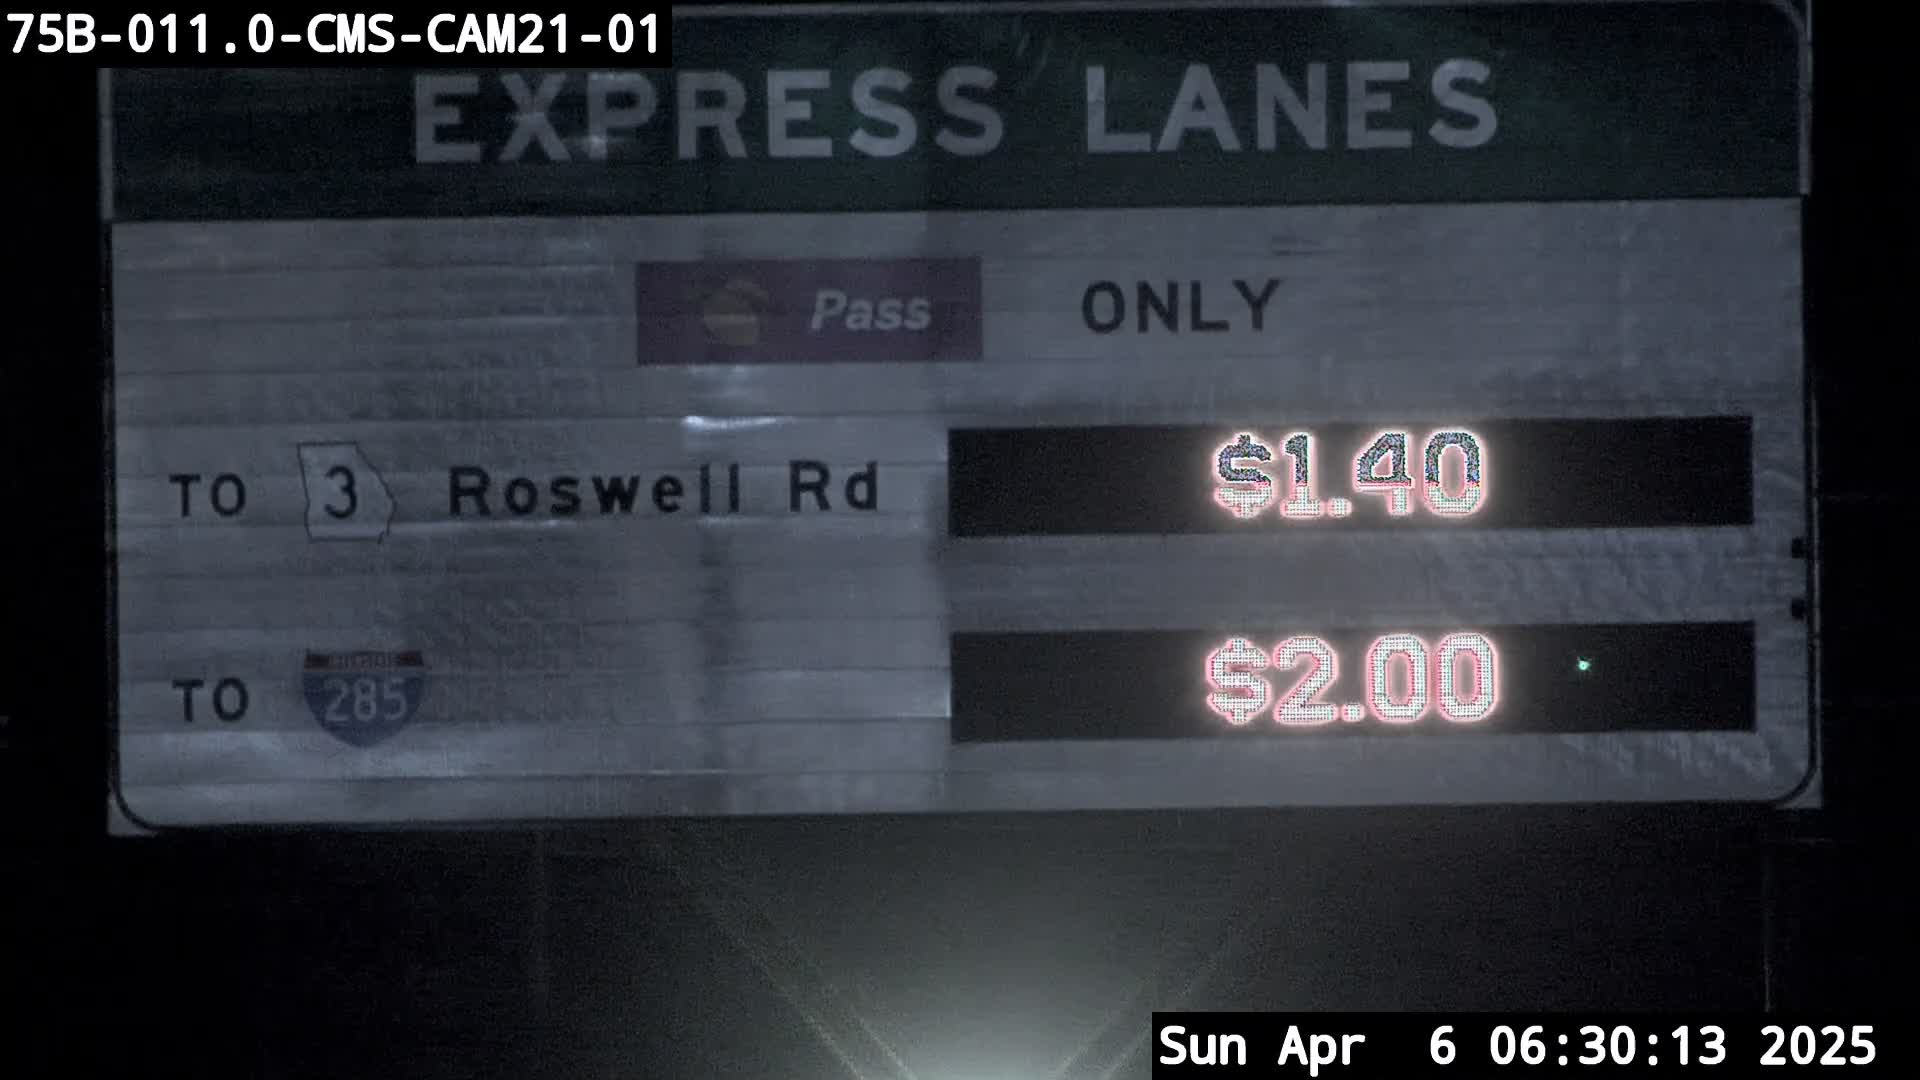 75B-011.0-CMS-CAM21-01
EXPRESS LANES
Pass ONLY
TO 3 Roswell Rd $1.40
TO 285 $2.00
Sun Apr 6 06:30:13 2025